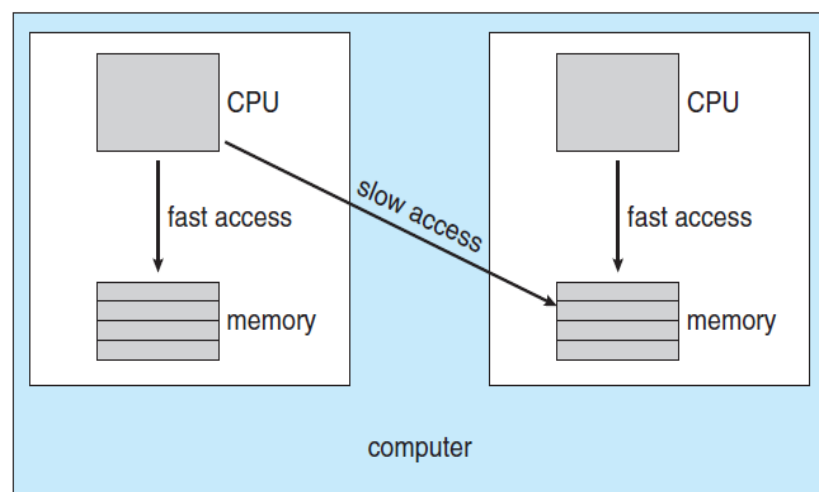 CPU
CPU
fast access
slow access
fast access
memory
memory
computer